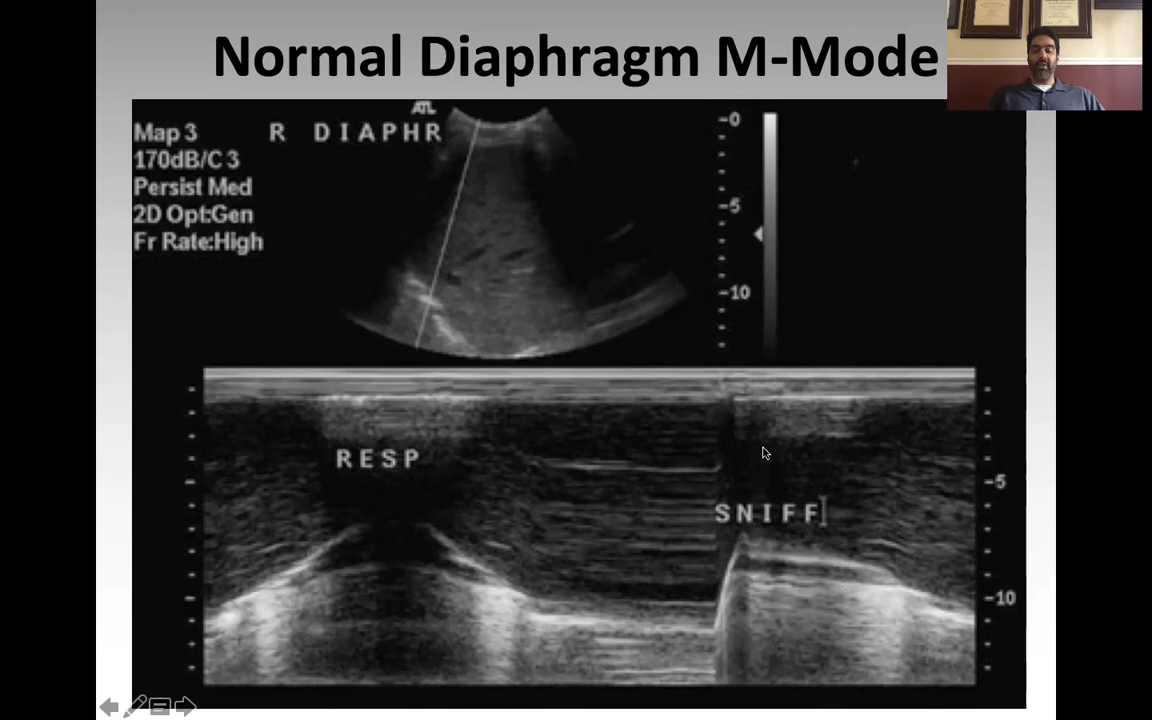 Normal Diaphragm M-Mode
ATL
Map 3
R DIAPHR
170dB/C 3
Persist Med
2D Opt:Gen
Fr Rate:High
-0
-5
-10
RESP
SNIFF
-5
-10